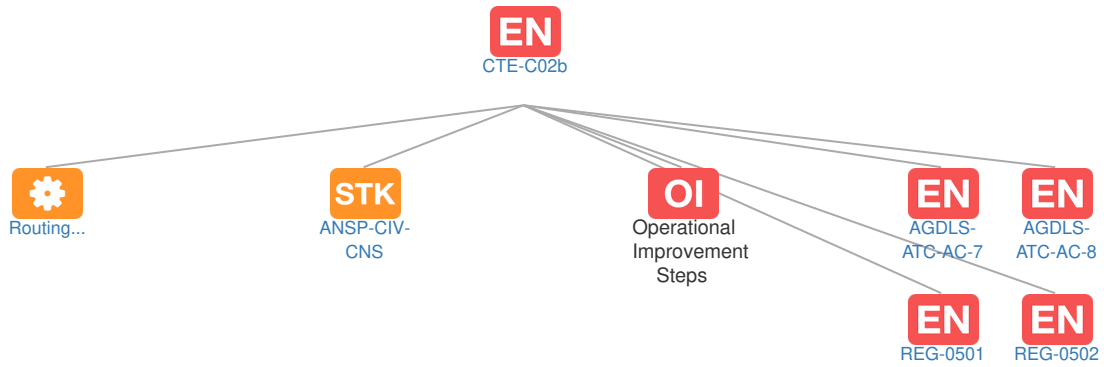 EN
CTE-C02b
Routing...
STK
ANSP-CIV-
CNS
OI
Operational
Improvement
Steps
EN
AGDLS-
ATC-AC-7
EN
AGDLS-
ATC-AC-8
EN
REG-0501
EN
REG-0502